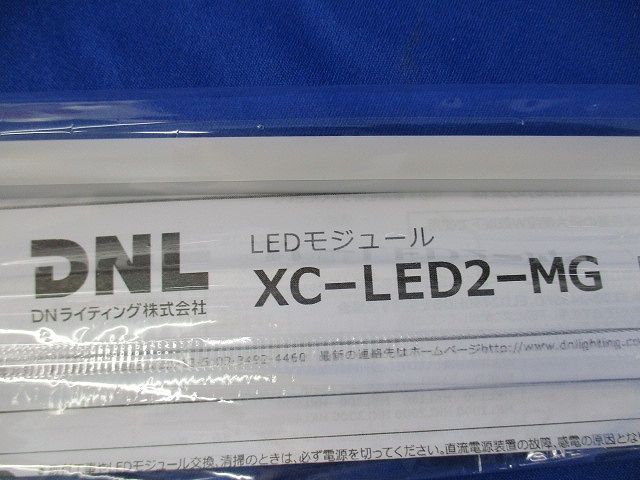 DNL
DNライティング株式会社
LEDモジュール
XC-LED2-MG
03-3492-4460 最新の連絡先はホームページhttp://www.dnlighting.co
LEDモジュール交換、清掃のときは、必ず電源を切ってください。直流電源装置の故障、感電の原因とな